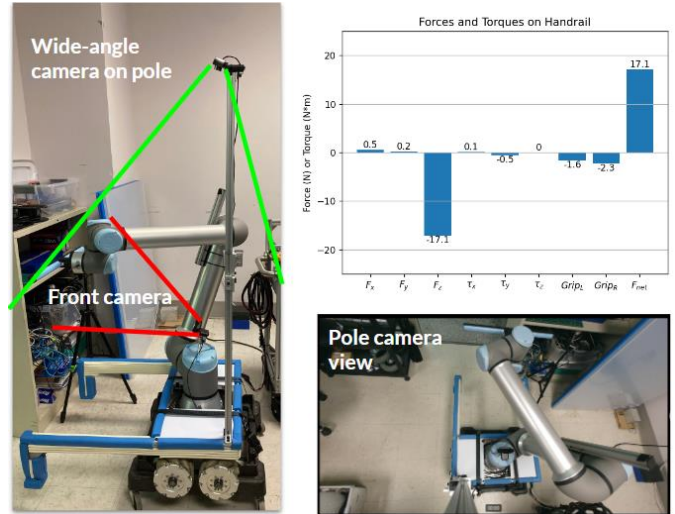 Wide-angle
camera on pole
Front camera
Forces and Torques on Handrail
Force (N) or Torque (N*m)
20
10
0
−10
−20
0.5
0.2
-17.1
0.1
-0.5
0
-1.6
-2.3
17.1
Fx
Fy
Fz
τx
τy
τz
GripL
GripR
Fnet
Pole camera
view